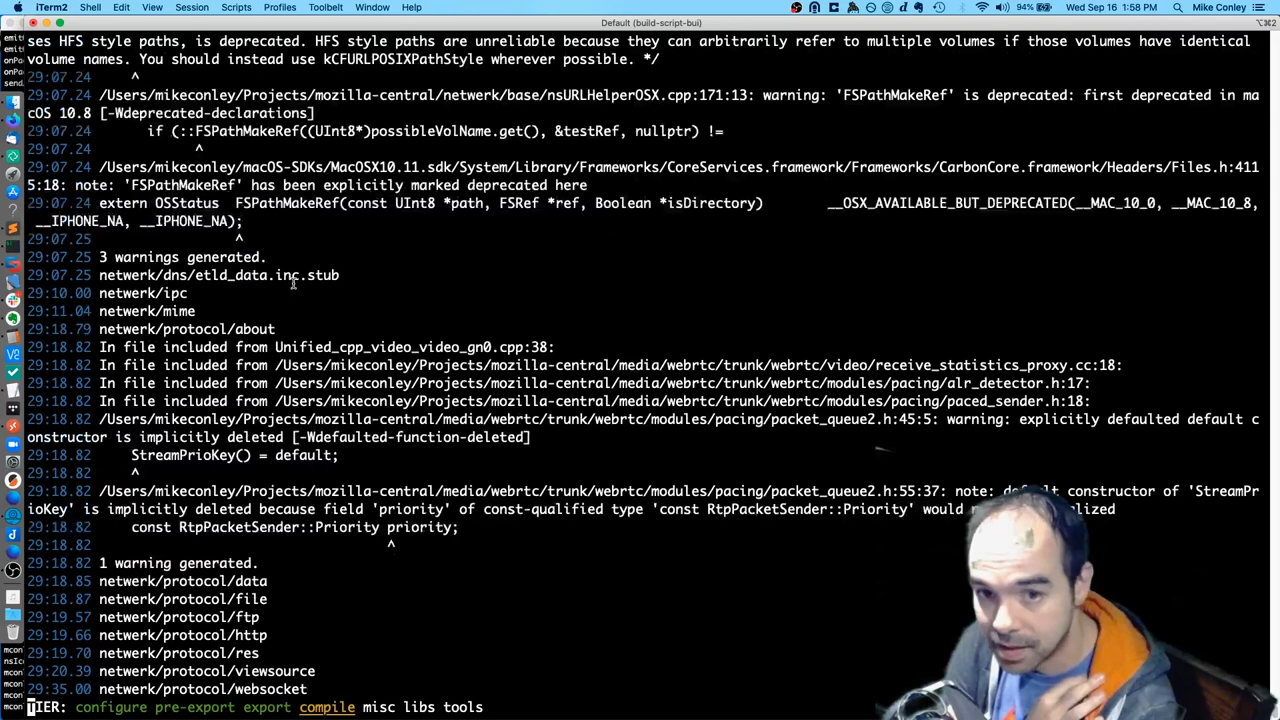 iTerm2 Shell Edit View Session Scripts Profiles Toolbelt Window Help 94% Wed Sep 16 1:58 PM Mike Conley
Default (build-script-bui)
⌥⌘2
ses HFS style paths, is deprecated. HFS style paths are unreliable because they can arbitrarily refer to multiple volumes if those volumes have identical
volume names. You should instead use kCFURLPOSIXPathStyle wherever possible. */
29:07.24 ^
29:07.24 /Users/mikeconley/Projects/mozilla-central/netwerk/base/nsURLHelperOSX.cpp:171:13: warning: 'FSPathMakeRef' is deprecated: first deprecated in ma
cOS 10.8 [-Wdeprecated-declarations]
29:07.24 if (::FSPathMakeRef((UInt8*)possibleVolName.get(), &testRef, nullptr) !=
29:07.24 ^
29:07.24 /Users/mikeconley/macOS-SDKs/MacOSX10.11.sdk/System/Library/Frameworks/CoreServices.framework/Frameworks/CarbonCore.framework/Headers/Files.h:411
5:18: note: 'FSPathMakeRef' has been explicitly marked deprecated here
29:07.24 extern OSStatus FSPathMakeRef(const UInt8 *path, FSRef *ref, Boolean *isDirectory) __OSX_AVAILABLE_BUT_DEPRECATED(__MAC_10_0, __MAC_10_8,
__IPHONE_NA, __IPHONE_NA);
29:07.25 ^
29:07.25 3 warnings generated.
29:07.25 netwerk/dns/etld_data.inc.stub
29:10.00 netwerk/ipc
29:11.04 netwerk/mime
29:18.79 netwerk/protocol/about
29:18.82 In file included from Unified_cpp_video_video_gn0.cpp:38:
29:18.82 In file included from /Users/mikeconley/Projects/mozilla-central/media/webrtc/trunk/webrtc/video/receive_statistics_proxy.cc:18:
29:18.82 In file included from /Users/mikeconley/Projects/mozilla-central/media/webrtc/trunk/webrtc/modules/pacing/alr_detector.h:17:
29:18.82 In file included from /Users/mikeconley/Projects/mozilla-central/media/webrtc/trunk/webrtc/modules/pacing/paced_sender.h:18:
29:18.82 /Users/mikeconley/Projects/mozilla-central/media/webrtc/trunk/webrtc/modules/pacing/packet_queue2.h:45:5: warning: explicitly defaulted default c
onstructor is implicitly deleted [-Wdefaulted-function-deleted]
29:18.82 StreamPrioKey() = default;
29:18.82 ^
29:18.82 /Users/mikeconley/Projects/mozilla-central/media/webrtc/trunk/webrtc/modules/pacing/packet_queue2.h:55:37: note: default constructor of 'StreamPr
ioKey' is implicitly deleted because field 'priority' of const-qualified type 'const RtpPacketSender::Priority' would
29:18.82 const RtpPacketSender::Priority priority;
29:18.82 ^
29:18.82 1 warning generated.
29:18.85 netwerk/protocol/data
29:18.87 netwerk/protocol/file
29:19.57 netwerk/protocol/ftp
29:19.66 netwerk/protocol/http
29:19.70 netwerk/protocol/res
29:20.39 netwerk/protocol/viewsource
29:35.00 netwerk/protocol/websocket
TIER: configure pre-export export compile misc libs tools